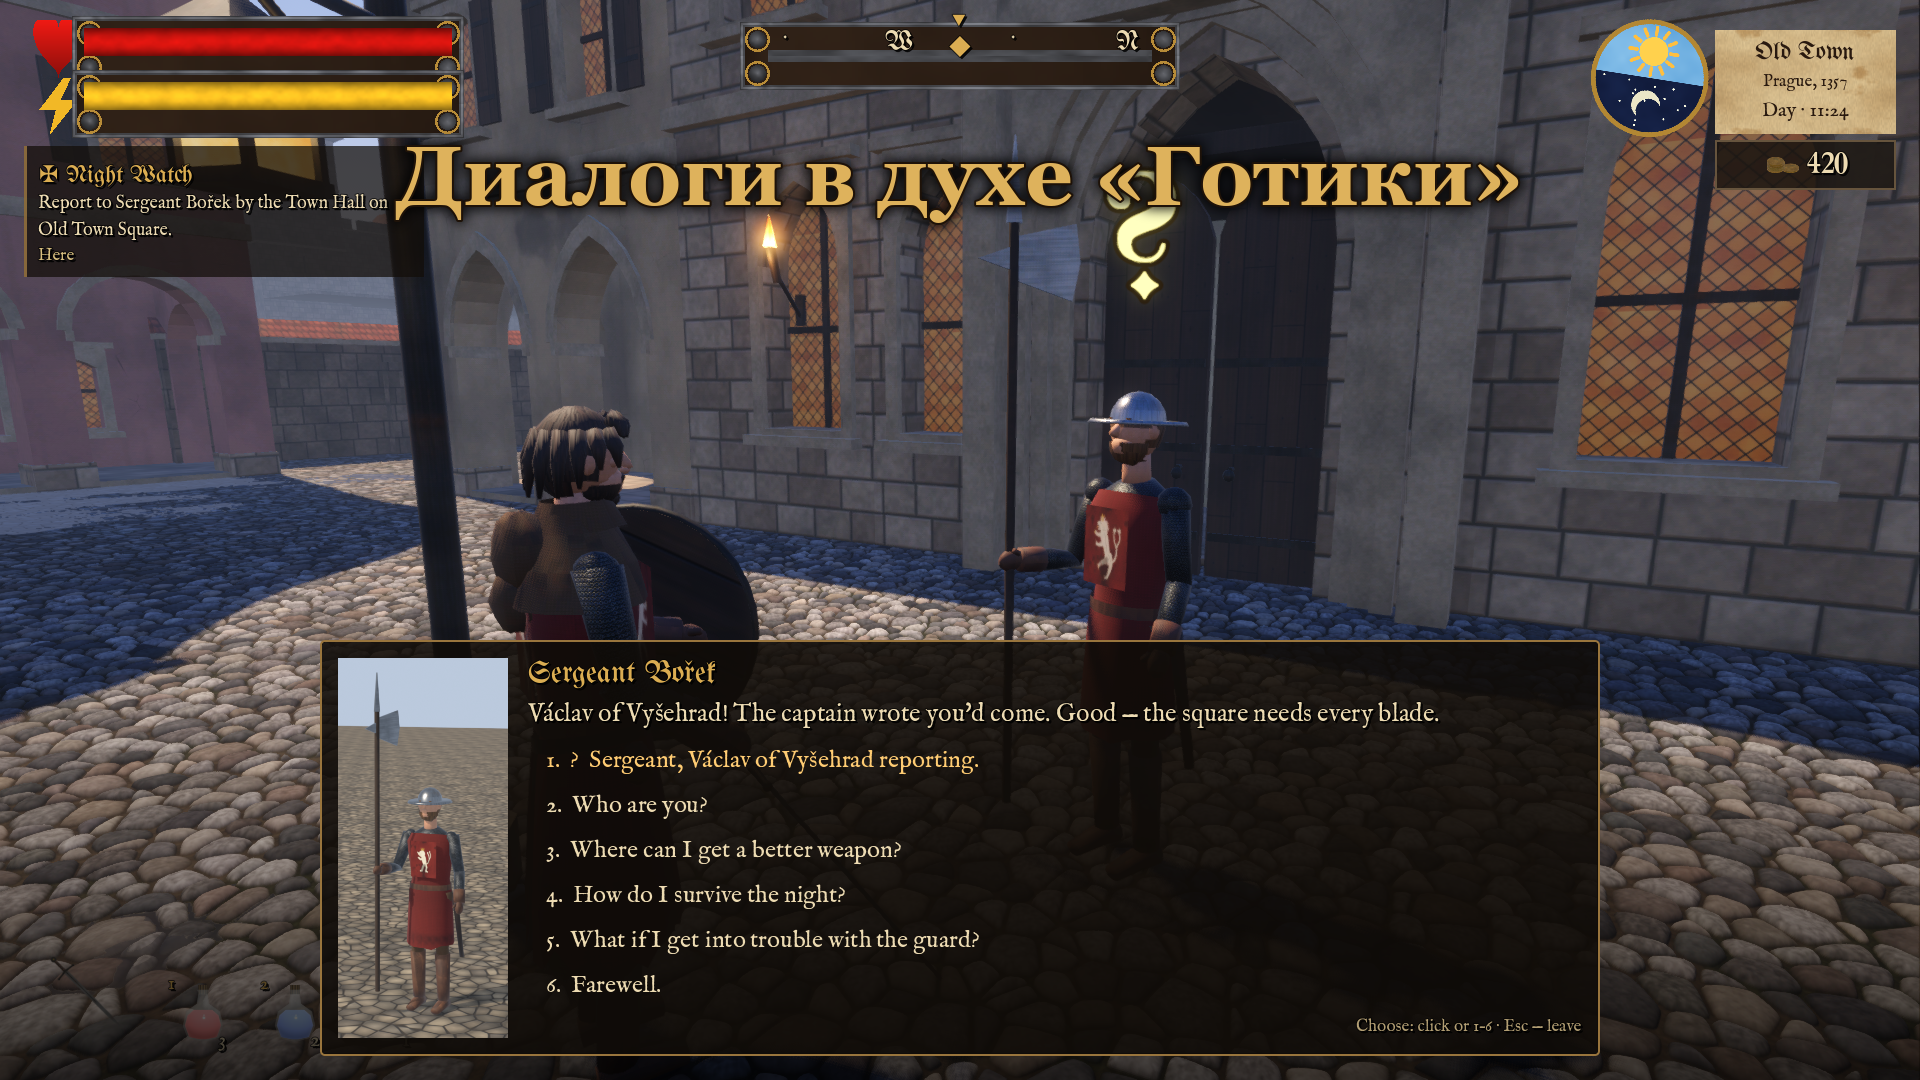 W
N
Old Town
Prague, 1357
Day · 11:24
420
✠ Night Watch
Report to Sergeant Bořek by the Town Hall on
Old Town Square.
Here
Диалоги в духе «Готики»
Sergeant Bořek
Václav of Vyšehrad! The captain wrote you'd come. Good – the square needs every blade.
1. ? Sergeant, Václav of Vyšehrad reporting.
2. Who are you?
3. Where can I get a better weapon?
4. How do I survive the night?
5. What if I get into trouble with the guard?
6. Farewell.
Choose: click or 1-6 · Esc – leave
1
2
3
2